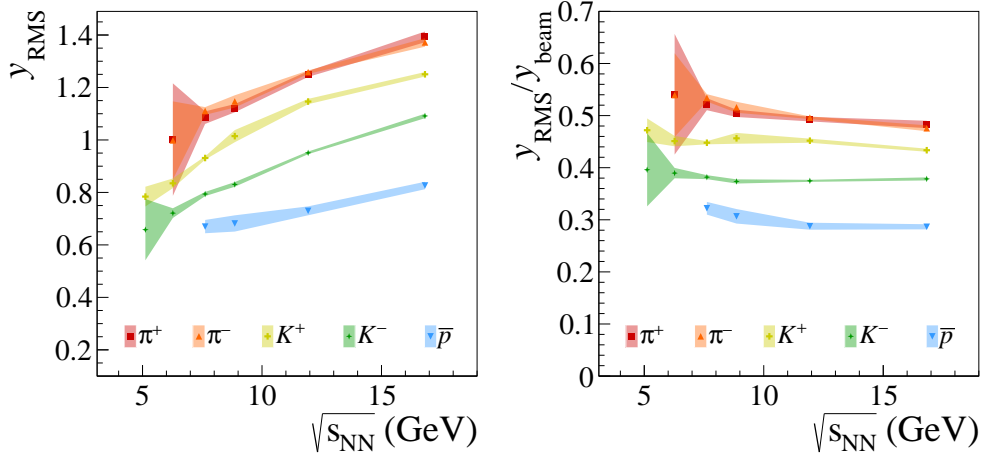 y_RMS
1.4
1.2
1
0.8
0.6
0.4
0.2
π⁺ π⁻ K⁺ K⁻ p̅
5 10 15
√s_NN (GeV)
y_RMS/y_beam
0.7
0.6
0.5
0.4
0.3
0.2
0.1
0
π⁺ π⁻ K⁺ K⁻ p̅
5 10 15
√s_NN (GeV)